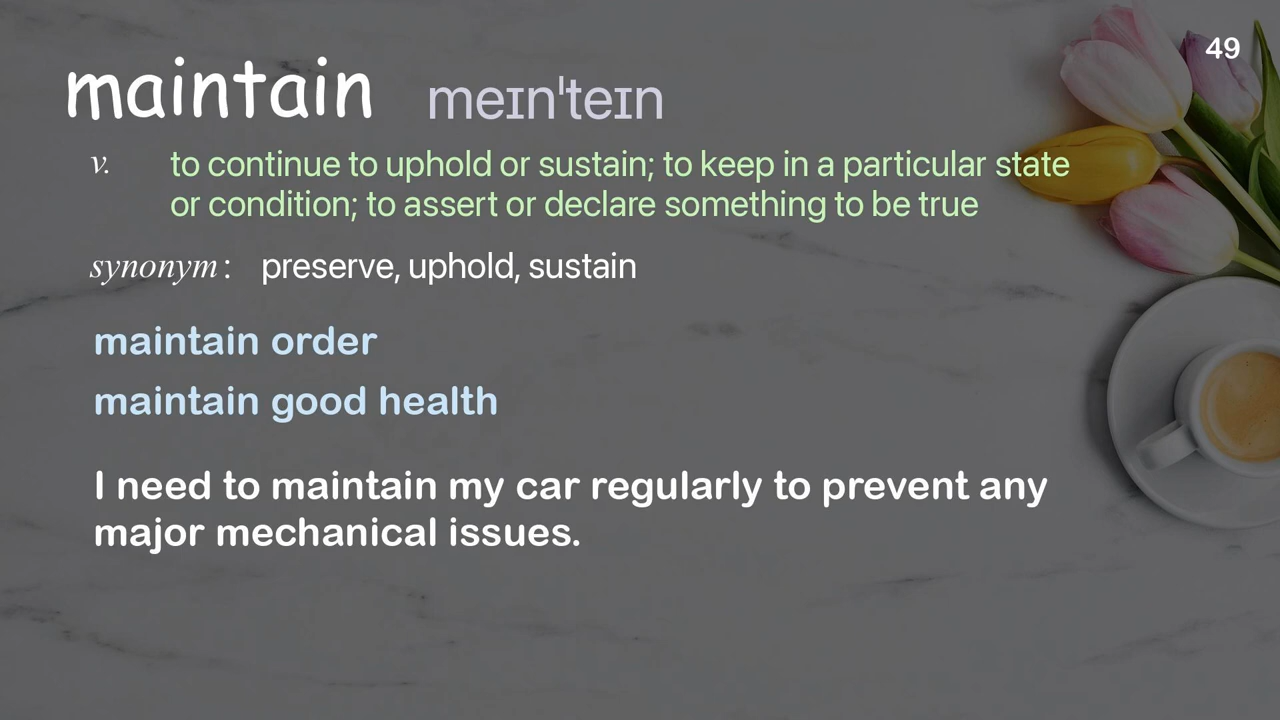 49
maintain meɪn'teɪn
v. to continue to uphold or sustain; to keep in a particular state
or condition; to assert or declare something to be true
synonym: preserve, uphold, sustain
maintain order
maintain good health
I need to maintain my car regularly to prevent any
major mechanical issues.